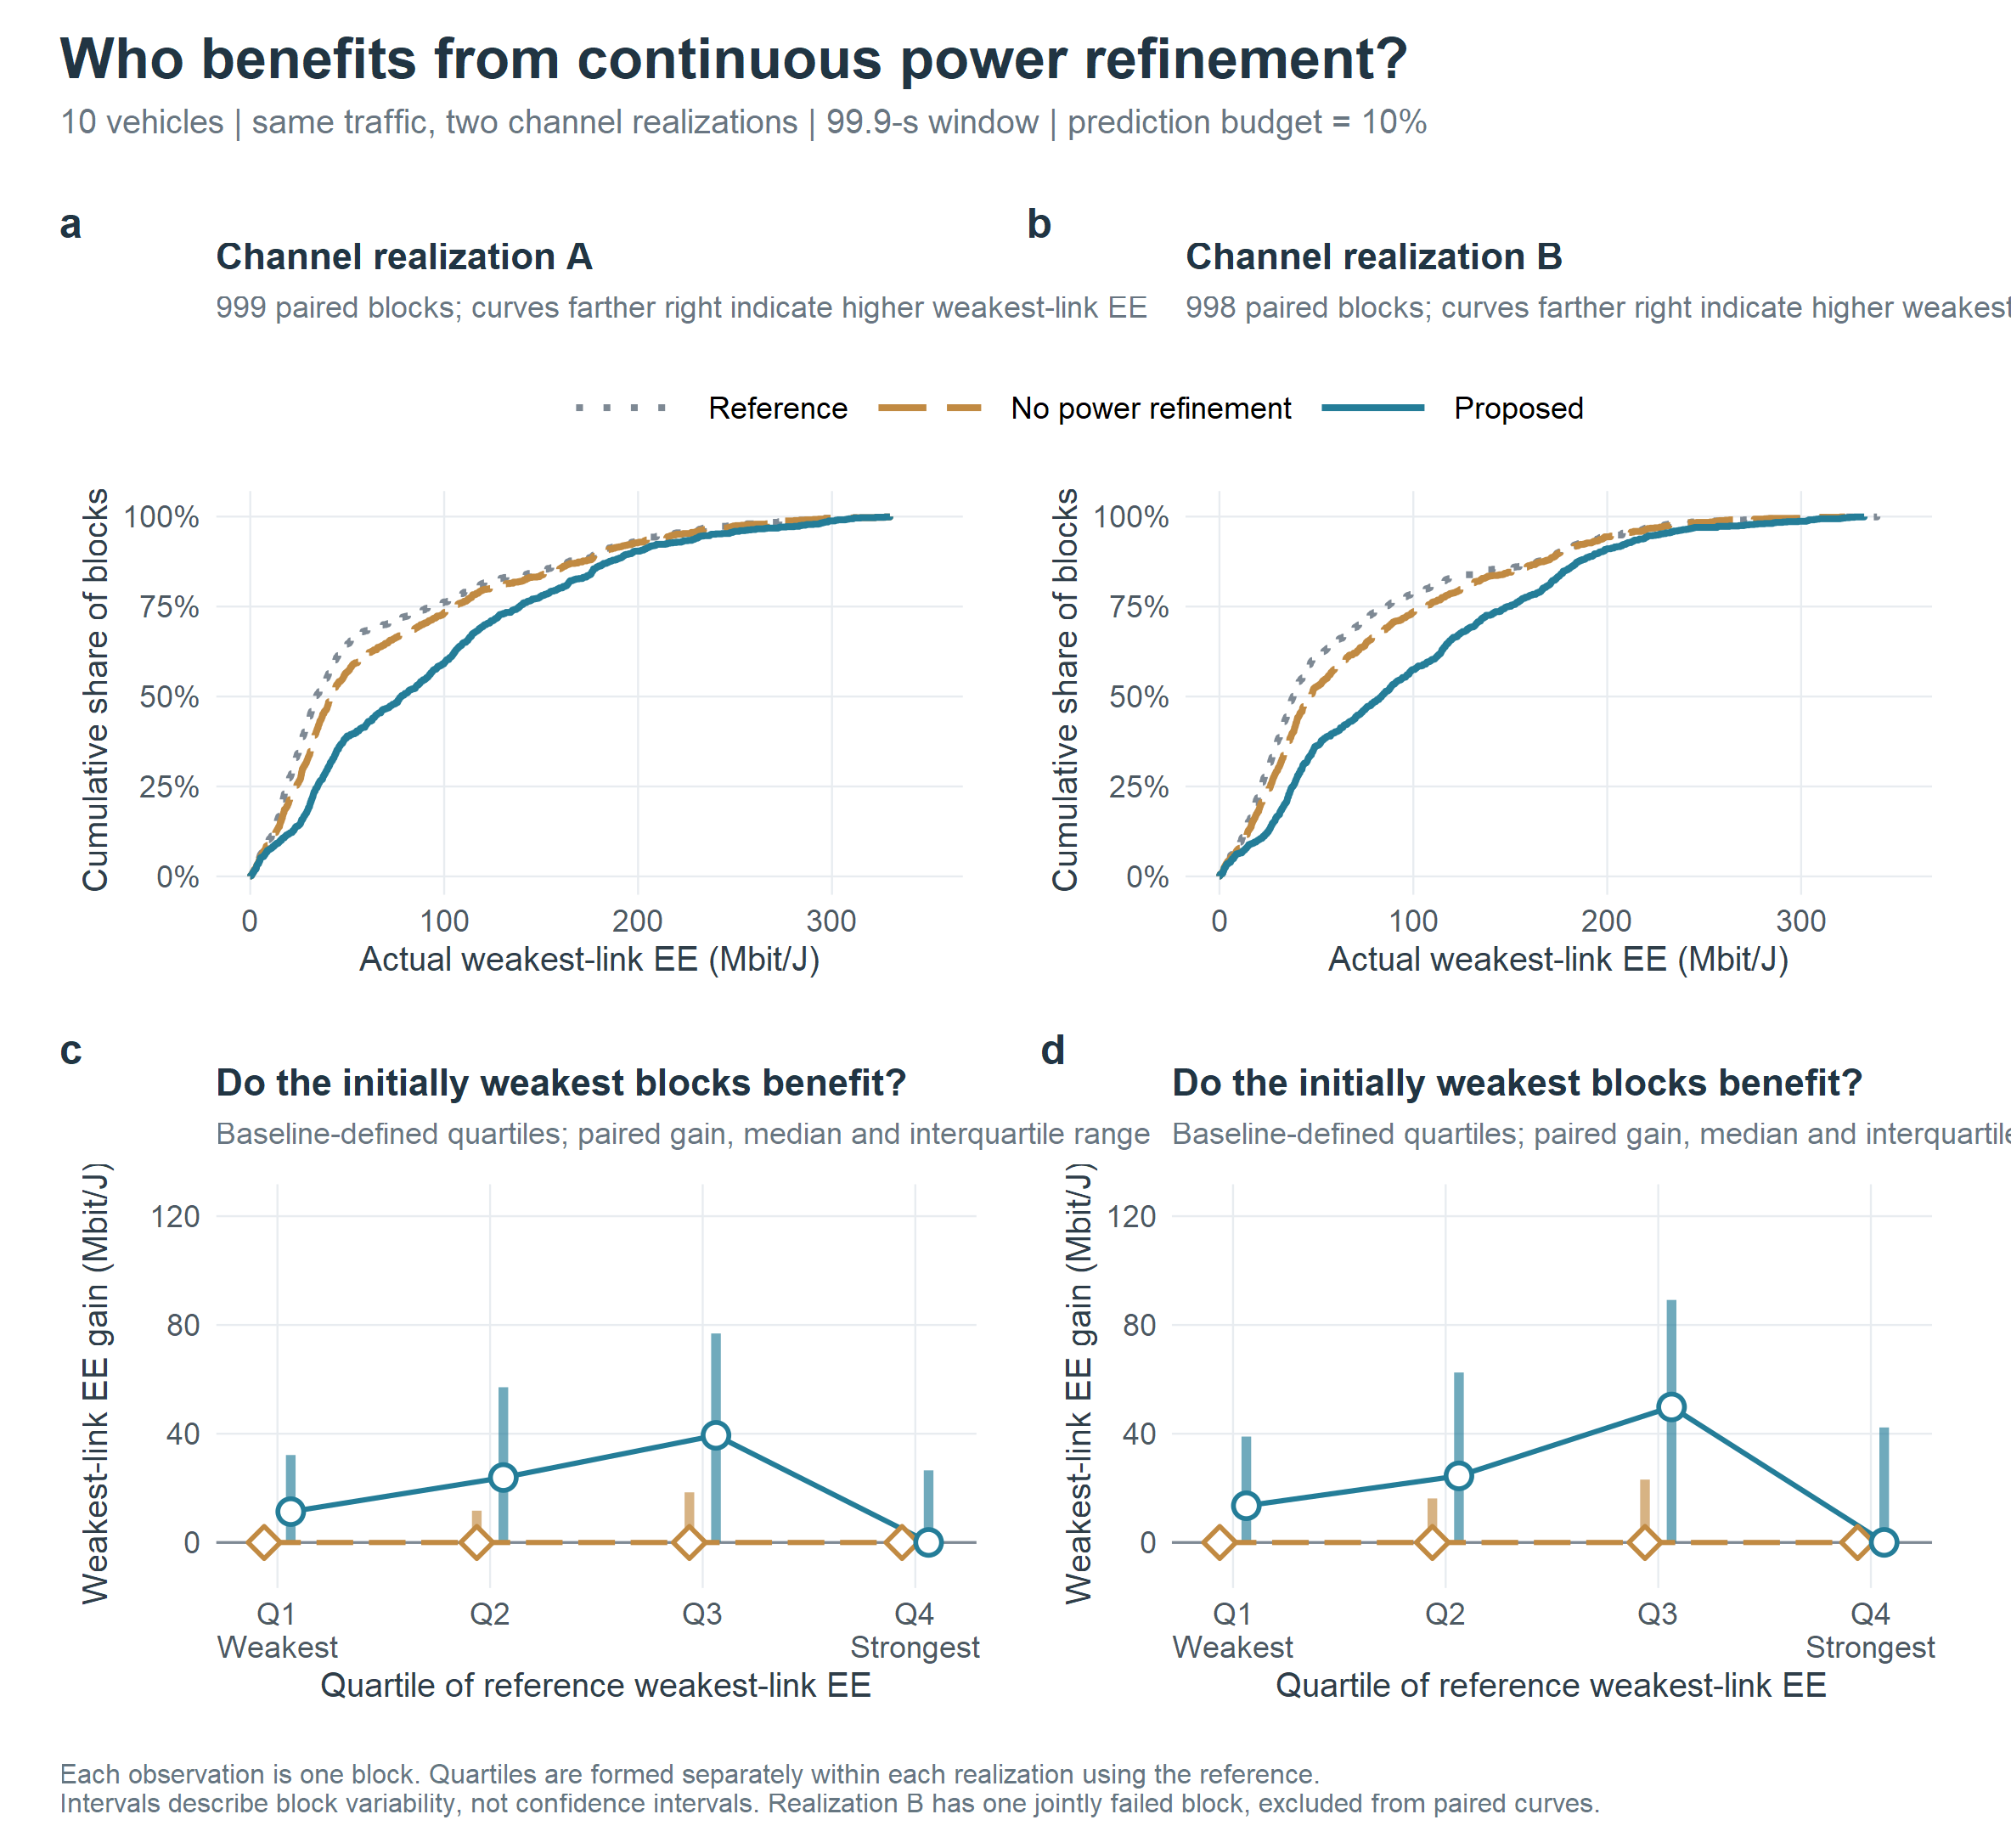 Who benefits from continuous power refinement?
10 vehicles | same traffic, two channel realizations | 99.9-s window | prediction budget = 10%
a
Channel realization A
999 paired blocks; curves farther right indicate higher weakest-link EE
b
Channel realization B
998 paired blocks; curves farther right indicate higher weakest
Reference
No power refinement
Proposed
Cumulative share of blocks
100%
75%
50%
25%
0%
0 100 200 300
Actual weakest-link EE (Mbit/J)
Cumulative share of blocks
100%
75%
50%
25%
0%
0 100 200 300
Actual weakest-link EE (Mbit/J)
c
Do the initially weakest blocks benefit?
Baseline-defined quartiles; paired gain, median and interquartile range
Weakest-link EE gain (Mbit/J)
120
80
40
0
Q1 Q2 Q3 Q4
Weakest Strongest
Quartile of reference weakest-link EE
d
Do the initially weakest blocks benefit?
Baseline-defined quartiles; paired gain, median and interquartile
Weakest-link EE gain (Mbit/J)
120
80
40
0
Q1 Q2 Q3 Q4
Weakest Strongest
Quartile of reference weakest-link EE
Each observation is one block. Quartiles are formed separately within each realization using the reference.
Intervals describe block variability, not confidence intervals. Realization B has one jointly failed block, excluded from paired curves.